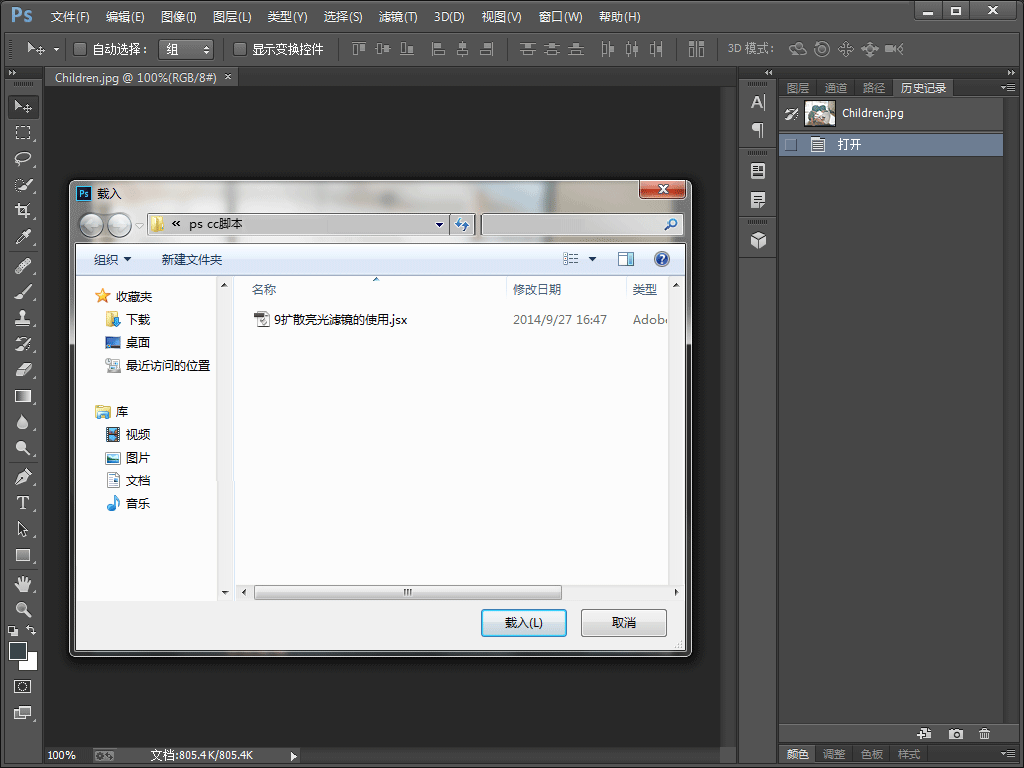 Ps 文件(F) 编辑(E) 图像(I) 图层(L) 类型(Y) 选择(S) 滤镜(T) 3D(D) 视图(V) 窗口(W) 帮助(H)
自动选择： 组 显示变换控件 3D 模式：
Children.jpg @ 100%(RGB/8#) ×
图层 通道 路径 历史记录
Children.jpg
打开
Ps 载入
« ps cc脚本
组织 新建文件夹
名称 修改日期 类型
收藏夹
下载
桌面
最近访问的位置
库
视频
图片
文档
音乐
9扩散亮光滤镜的使用.jsx 2014/9/27 16:47 Adobe
载入(L) 取消
100% 文档:805.4K/805.4K
颜色 调整 色板 样式